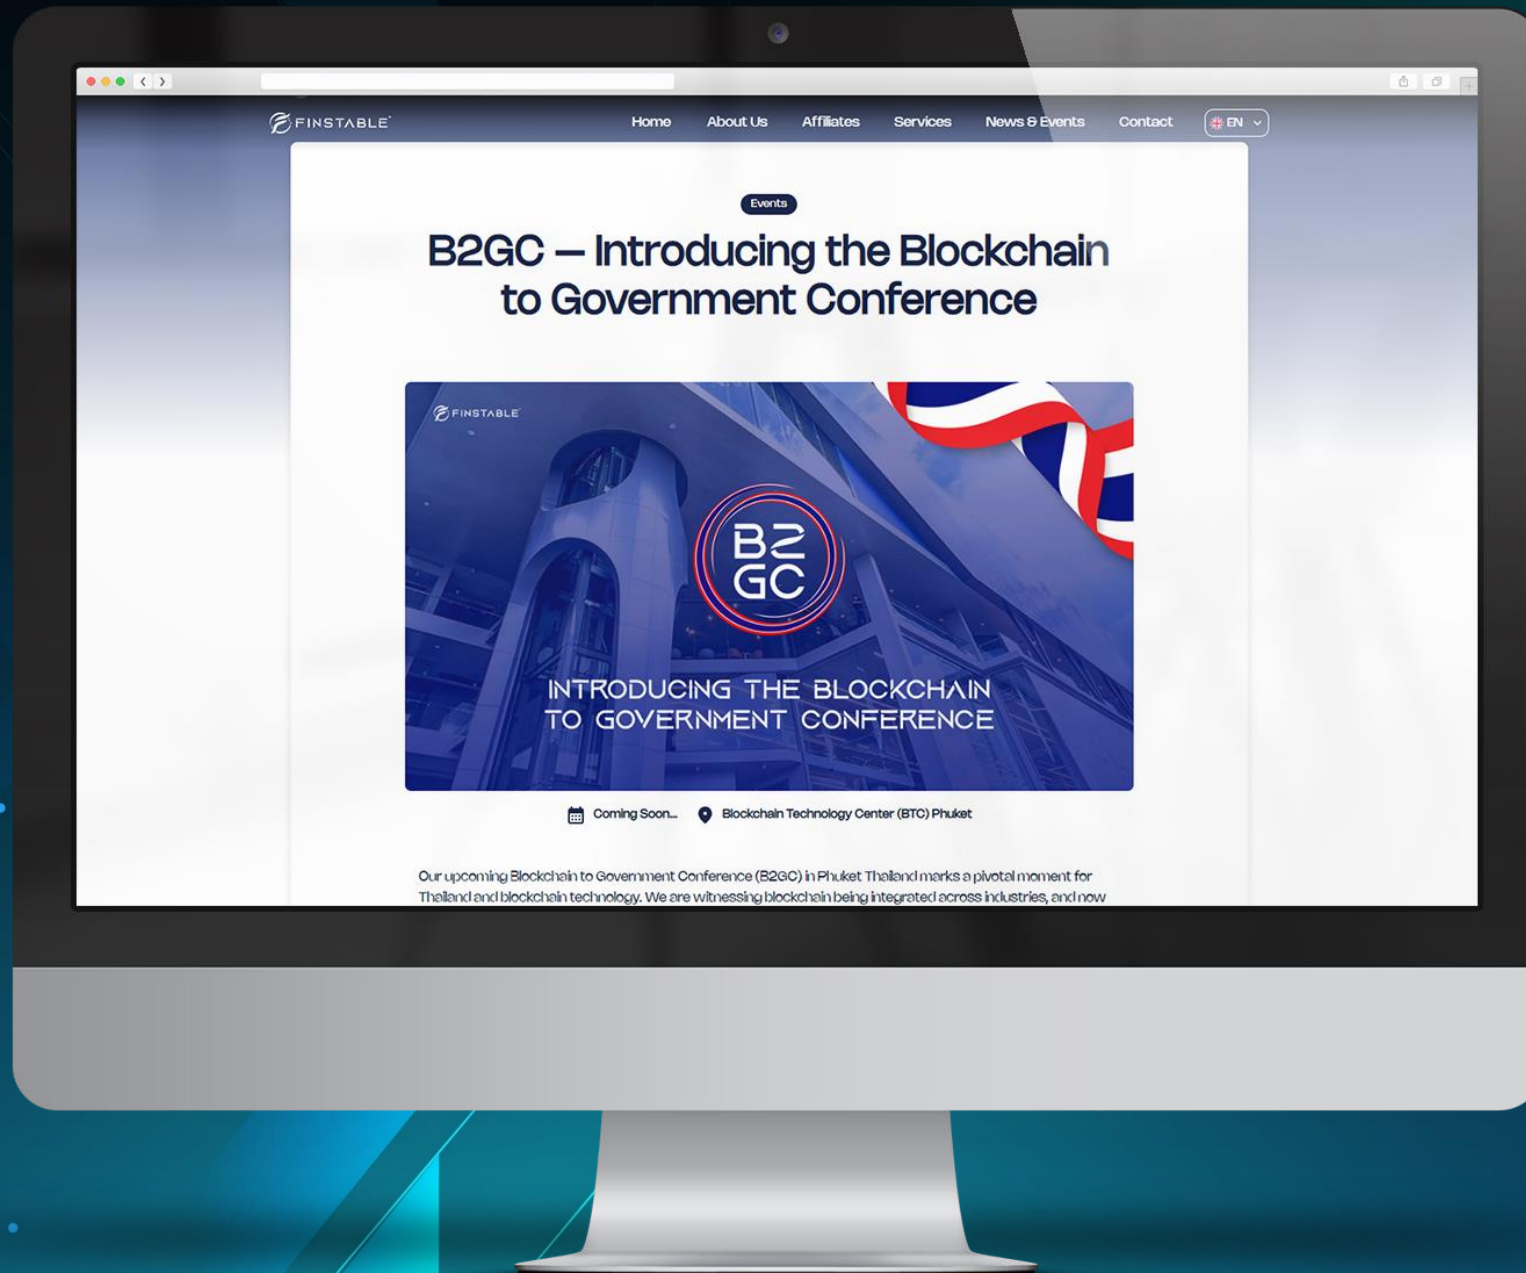 FINSTABLE
Home About Us Affiliates Services News & Events Contact EN
Events
B2GC — Introducing the Blockchain
to Government Conference
FINSTABLE
B2
GC
INTRODUCING THE BLOCKCHAIN
TO GOVERNMENT CONFERENCE
Coming Soon... Blockchain Technology Center (BTC) Phuket
Our upcoming Blockchain to Government Conference (B2GC) in Phuket Thailand marks a pivotal moment for
Thailand and blockchain technology. We are witnessing blockchain being integrated across industries, and now